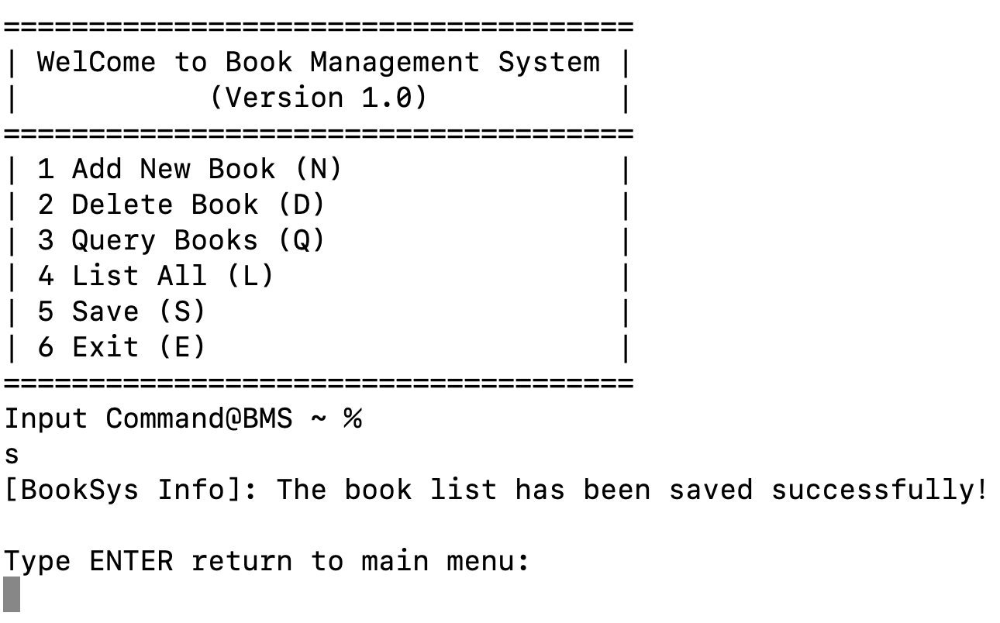 =====================================
| WelCome to Book Management System |
|           (Version 1.0)           |
=====================================
| 1 Add New Book (N)                |
| 2 Delete Book (D)                 |
| 3 Query Books (Q)                 |
| 4 List All (L)                    |
| 5 Save (S)                        |
| 6 Exit (E)                        |
=====================================
Input Command@BMS ~ %
s
[BookSys Info]: The book list has been saved successfully!
Type ENTER return to main menu: